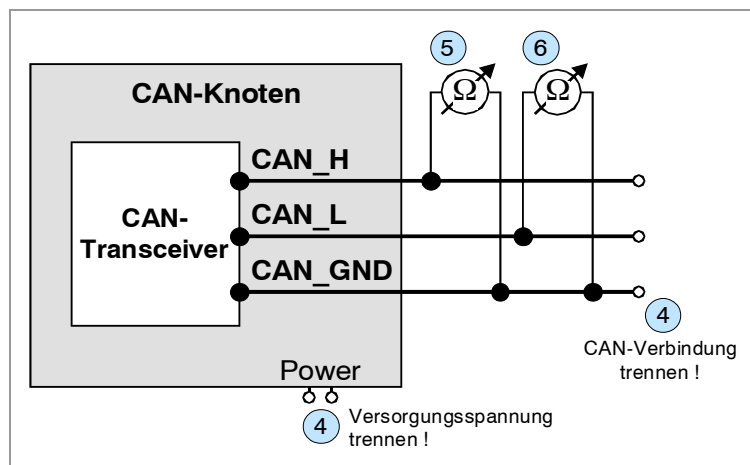 5
6
Ω
Ω
CAN-Knoten
CAN_H
CAN-
Transceiver
CAN_L
CAN_GND
4
CAN-Verbindung
trennen !
Power
4
Versorgungsspannung
trennen !